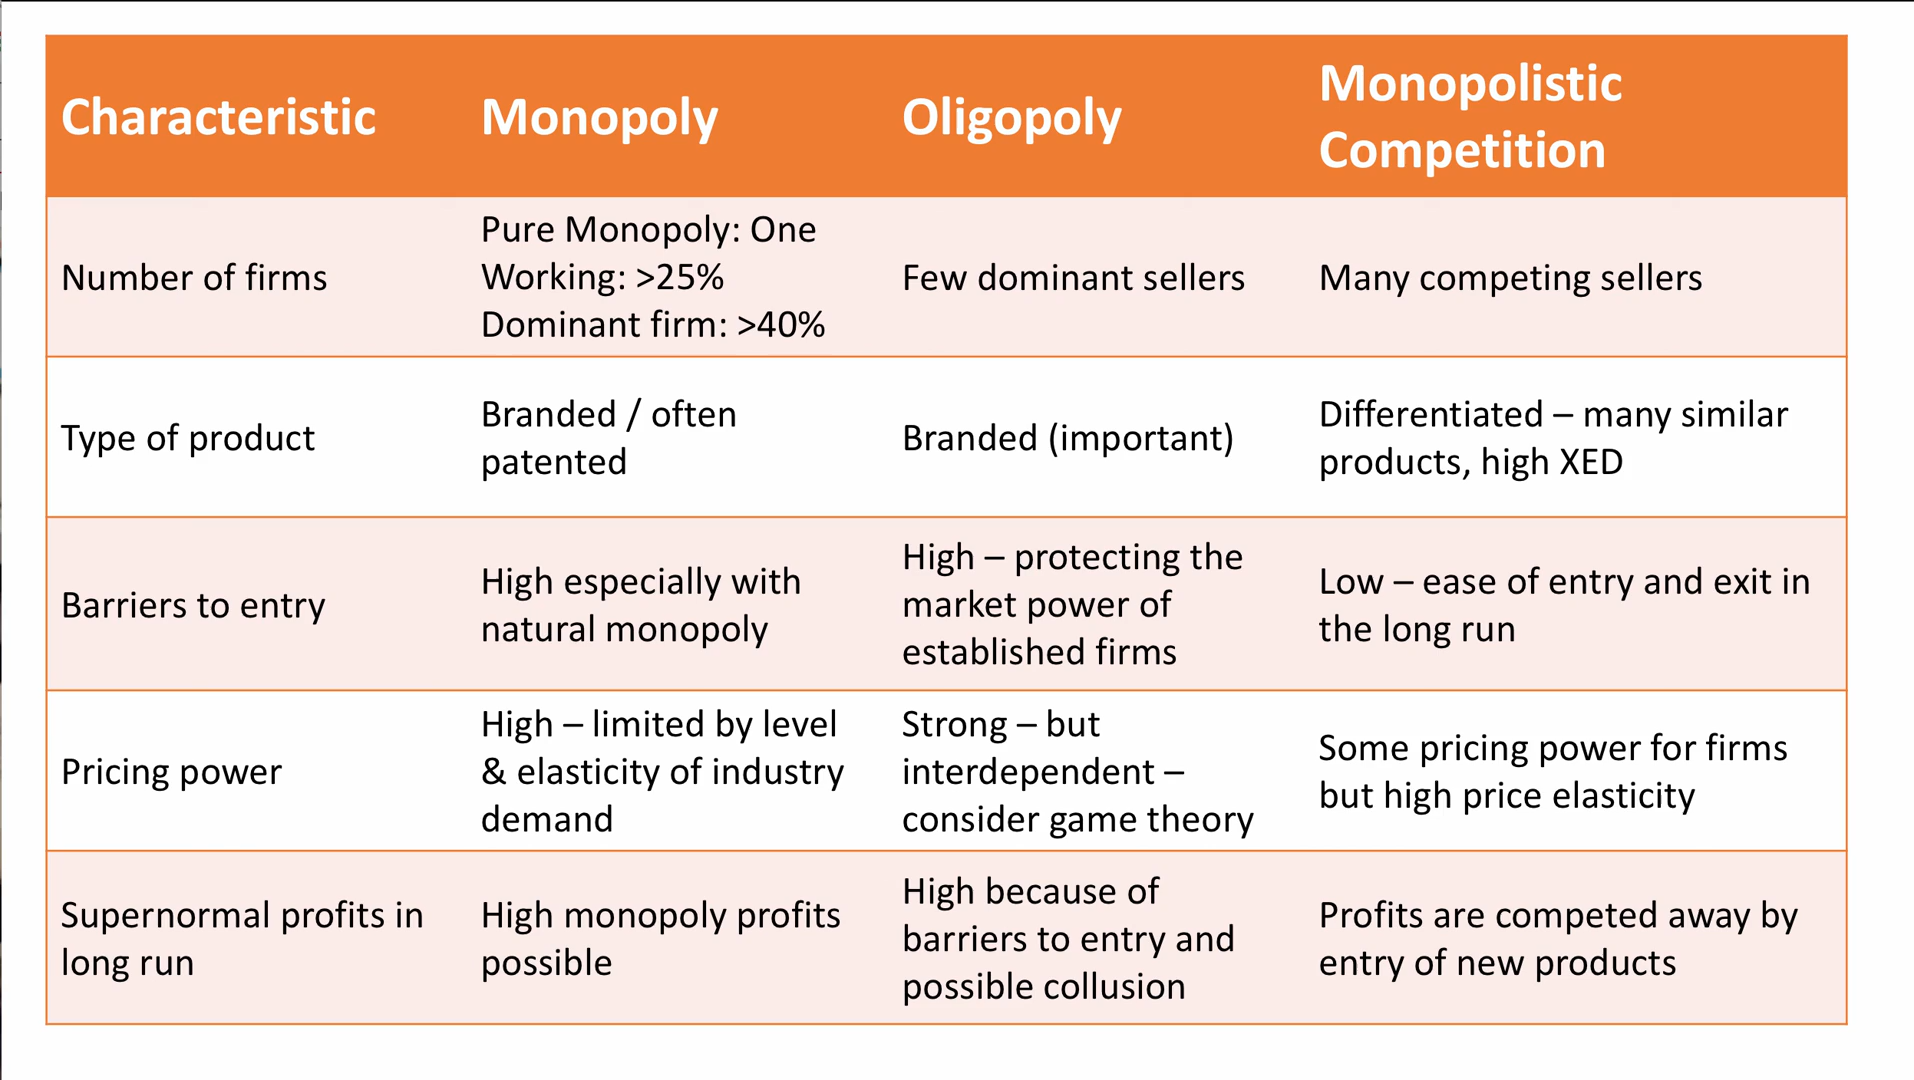 Characteristic
Monopoly
Oligopoly
Monopolistic
Competition
Number of firms
Pure Monopoly: One
Working: >25%
Dominant firm: >40%
Few dominant sellers
Many competing sellers
Type of product
Branded / often
patented
Branded (important)
Differentiated – many similar
products, high XED
Barriers to entry
High especially with
natural monopoly
High – protecting the
market power of
established firms
Low – ease of entry and exit in
the long run
Pricing power
High – limited by level
& elasticity of industry
demand
Strong – but
interdependent –
consider game theory
Some pricing power for firms
but high price elasticity
Supernormal profits in
long run
High monopoly profits
possible
High because of
barriers to entry and
possible collusion
Profits are competed away by
entry of new products